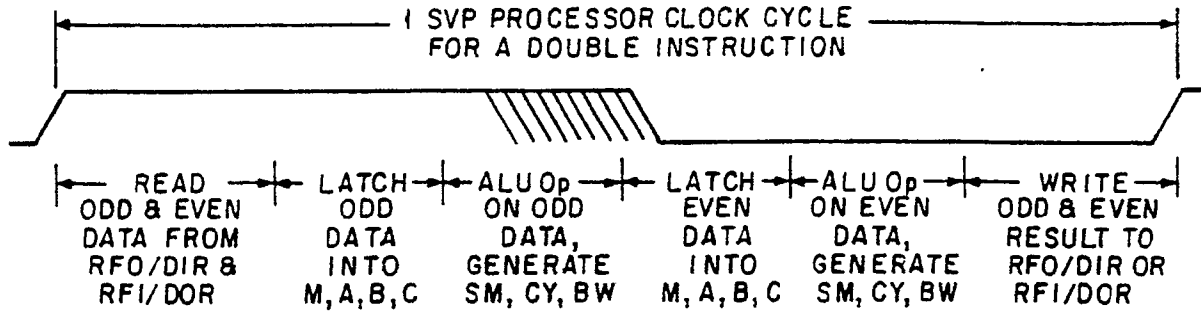 1 SVP PROCESSOR CLOCK CYCLE
FOR A DOUBLE INSTRUCTION
READ
ODD & EVEN
DATA FROM
RFO/DIR &
RFI/DOR
LATCH
ODD
DATA
INTO
M, A, B, C
ALU Op
ON ODD
DATA,
GENERATE
SM, CY, BW
LATCH
EVEN
DATA
INTO
M, A, B, C
ALU Op
ON EVEN
DATA,
GENERATE
SM, CY, BW
WRITE
ODD & EVEN
RESULT TO
RFO/DIR OR
RFI/DOR